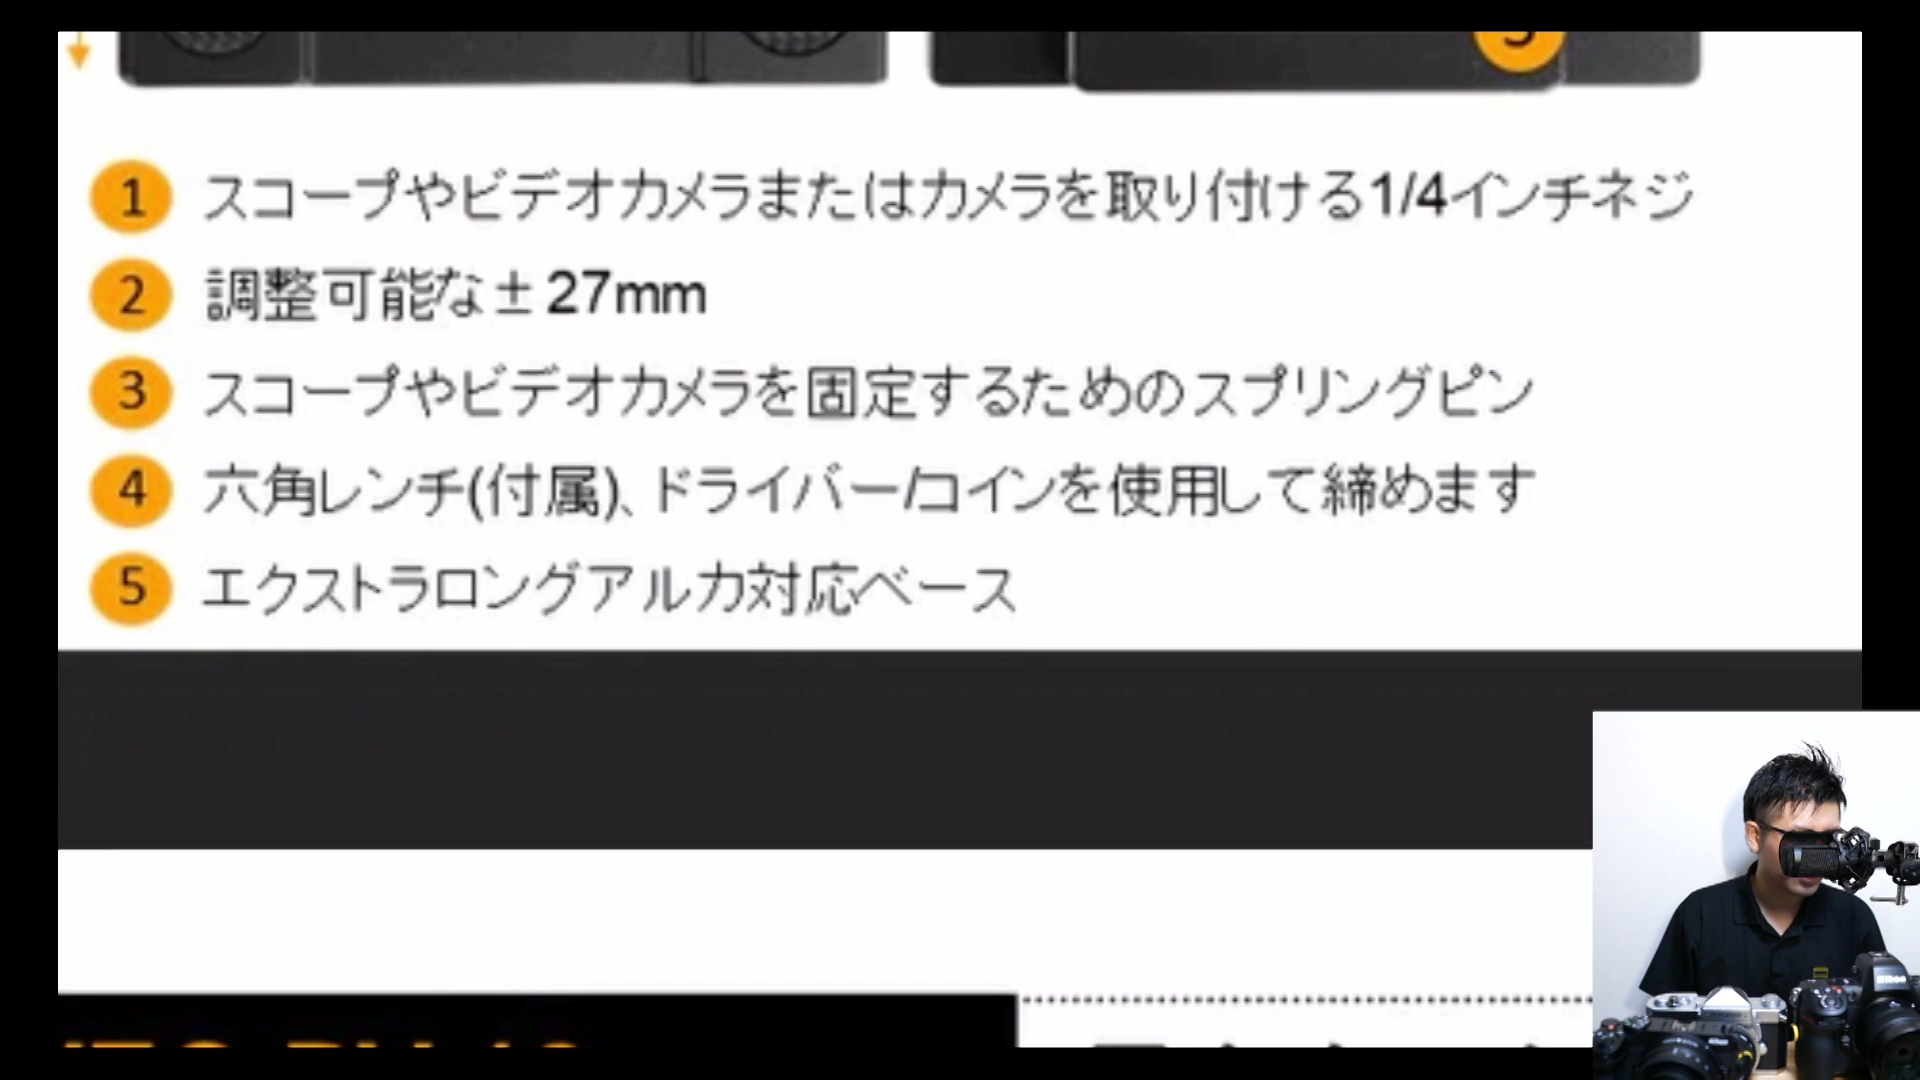 1 スコープやビデオカメラまたはカメラを取り付ける1/4インチネジ
2 調整可能な±27mm
3 スコープやビデオカメラを固定するためのスプリングピン
4 六角レンチ(付属)、ドライバー/コインを使用して締めます
5 エクストラロングアルカ対応ベース
Nikon